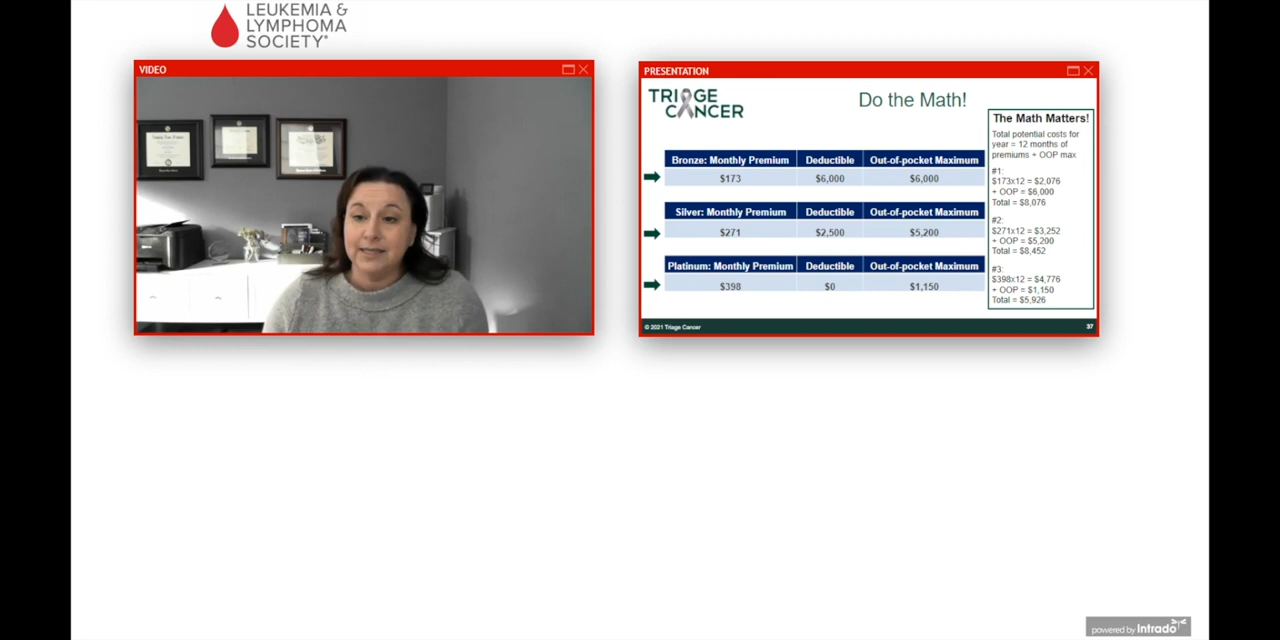 LEUKEMIA &
LYMPHOMA
SOCIETY®
VIDEO
PRESENTATION
TRIAGE
CANCER
Do the Math!
Bronze: Monthly Premium Deductible Out-of-pocket Maximum
$173 $6,000 $6,000
Silver: Monthly Premium Deductible Out-of-pocket Maximum
$271 $2,500 $5,200
Platinum: Monthly Premium Deductible Out-of-pocket Maximum
$398 $0 $1,150
The Math Matters!
Total potential costs for
year = 12 months of
premiums + OOP max
#1:
$173x12 = $2,076
+ OOP = $6,000
Total = $8,076
#2:
$271x12 = $3,252
+ OOP = $5,200
Total = $8,452
#3:
$398x12 = $4,776
+ OOP = $1,150
Total = $5,926
© 2021 Triage Cancer
37
powered by Intrado